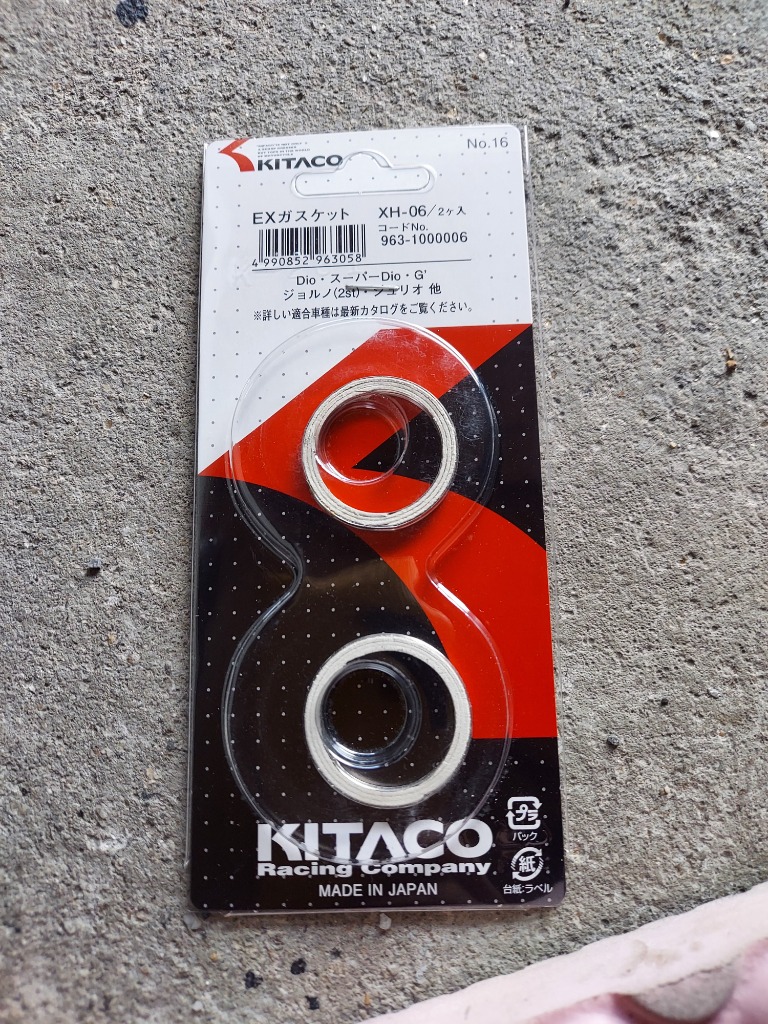 KITACO
No.16
EXガスケット XH-06/2ヶ入
コードNo.
963-1000006
4 990852 963058
Dio・スーパーDio・G'
ジョルノ(2st)・ジュリオ 他
※詳しい適合車種は最新カタログをご覧ください。
KITACO
Racing Company
MADE IN JAPAN
プラ
パック
紙
台紙:ラベル